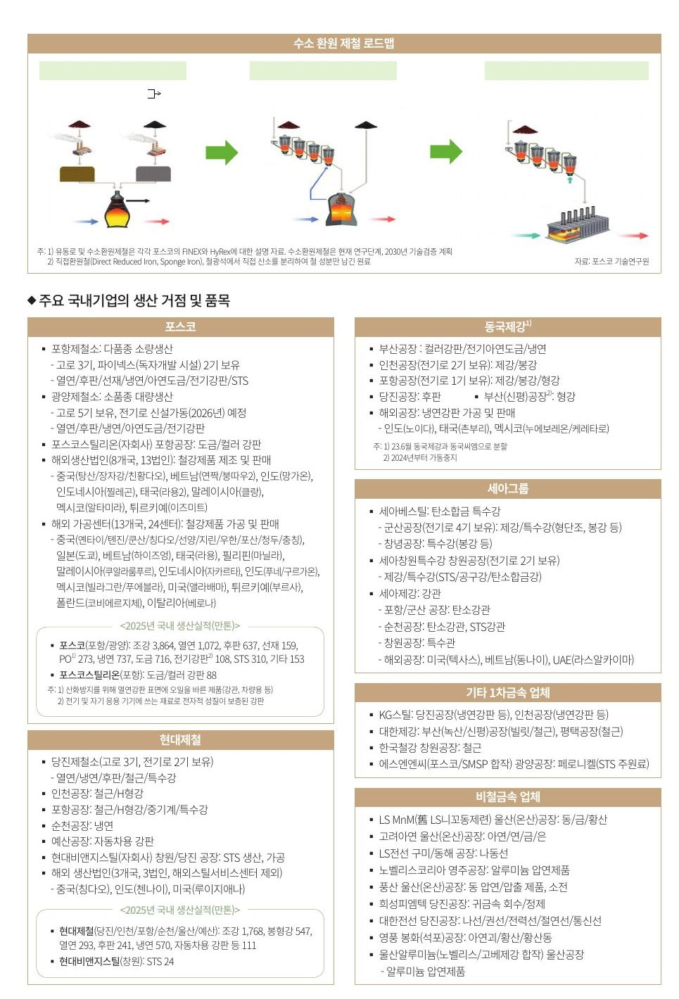 수소 환원 제철 로드맵
주: 1) 유동로 및 수소환원제철은 각각 포스코의 FINEX와 HyRex에 대한 설명 자료. 수소환원제철은 현재 연구단계, 2030년 기술검증 계획
2) 직접환원철(Direct Reduced Iron, Sponge Iron), 철광석에서 직접 산소를 분리하여 철 성분만 남긴 원료
자료: 포스코 기술연구원
◆ 주요 국내기업의 생산 거점 및 품목
포스코
▪ 포항제철소: 다품종 소량생산
- 고로 3기, 파이넥스(독자개발 시설) 2기 보유
- 열연/후판/선재/냉연/아연도금/전기강판/STS
▪ 광양제철소: 소품종 대량생산
- 고로 5기 보유, 전기로 신설가동(2026년) 예정
- 열연/후판/냉연/아연도금/전기강판
▪ 포스코스틸리온(자회사) 포항공장: 도금/컬러 강판
▪ 해외생산법인(8개국, 13법인): 철강제품 제조 및 판매
- 중국(탕산/장자강/친황다오), 베트남(연짝/붕따우2), 인도(망가온),
인도네시아(찔레곤), 태국(라용2), 말레이시아(클랑),
멕시코(알타미라), 튀르키예(이즈미트)
▪ 해외 가공센터(13개국, 24센터): 철강제품 가공 및 판매
- 중국(옌타이/톈진/쿤산/칭다오/선양/지린/우한/포산/청두/충칭),
일본(도쿄), 베트남(하이즈엉), 태국(라용), 필리핀(마닐라),
말레이시아(쿠알라룸푸르), 인도네시아(자카르타), 인도(푸네/구르가온),
멕시코(빌라그란/푸에블라), 미국(앨라배마), 튀르키예(부르사),
폴란드(코비에르지체), 이탈리아(베로나)
<2025년 국내 생산실적(만톤)>
▪ 포스코(포항/광양): 조강 3,864, 열연 1,072, 후판 637, 선재 159,
PO1) 273, 냉연 737, 도금 716, 전기강판2) 108, STS 310, 기타 153
▪ 포스코스틸리온(포항): 도금/컬러 강판 88
주: 1) 산화방지를 위해 열연강판 표면에 오일을 바른 제품(강관, 차량용 등)
2) 전기 및 자기 응용 기기에 쓰는 재료로 전자적 성질이 보증된 강판
현대제철
▪ 당진제철소(고로 3기, 전기로 2기 보유)
- 열연/냉연/후판/철근/특수강
▪ 인천공장: 철근/H형강
▪ 포항공장: 철근/H형강/중기계/특수강
▪ 순천공장: 냉연
▪ 예산공장: 자동차용 강판
▪ 현대비앤지스틸(자회사) 창원/당진 공장: STS 생산, 가공
▪ 해외 생산법인(3개국, 3법인, 해외스틸서비스센터 제외)
- 중국(칭다오), 인도(첸나이), 미국(루이지애나)
<2025년 국내 생산실적(만톤)>
▪ 현대제철(당진/인천/포항/순천/울산/예산): 조강 1,768, 봉형강 547,
열연 293, 후판 241, 냉연 570, 자동차용 강판 등 111
▪ 현대비앤지스틸(창원): STS 24
동국제강1)
▪ 부산공장 : 컬러강판/전기아연도금/냉연
▪ 인천공장(전기로 2기 보유): 제강/봉강
▪ 포항공장(전기로 1기 보유): 제강/봉강/형강
▪ 당진공장: 후판 ▪ 부산(신평)공장2): 형강
▪ 해외공장: 냉연강판 가공 및 판매
- 인도(노이다), 태국(촌부리), 멕시코(누에보레온/케레타로)
주: 1) 23.6월 동국제강과 동국씨엠으로 분할
2) 2024년부터 가동중지
세아그룹
▪ 세아베스틸: 탄소합금 특수강
- 군산공장(전기로 4기 보유): 제강/특수강(형단조, 봉강 등)
- 창녕공장: 특수강(봉강 등)
▪ 세아창원특수강 창원공장(전기로 2기 보유)
- 제강/특수강(STS/공구강/탄소합금강)
▪ 세아제강: 강관
- 포항/군산 공장: 탄소강관
- 순천공장: 탄소강관, STS강관
- 창원공장: 특수관
- 해외공장: 미국(텍사스), 베트남(동나이), UAE(라스알카이마)
기타 1차금속 업체
▪ KG스틸: 당진공장(냉연강판 등), 인천공장(냉연강판 등)
▪ 대한제강: 부산(녹산/신평)공장(빌릿/철근), 평택공장(철근)
▪ 한국철강 창원공장: 철근
▪ 에스엔엔씨(포스코/SMSP 합작) 광양공장: 페로니켈(STS 주원료)
비철금속 업체
▪ LS MnM(舊 LS니꼬동제련) 울산(온산)공장: 동/금/황산
▪ 고려아연 울산(온산)공장: 아연/연/금/은
▪ LS전선 구미/동해 공장: 나동선
▪ 노벨리스코리아 영주공장: 알루미늄 압연제품
▪ 풍산 울산(온산)공장: 동 압연/압출 제품, 소전
▪ 희성피엠텍 당진공장: 귀금속 회수/정제
▪ 대한전선 당진공장: 나선/권선/전력선/절연선/통신선
▪ 영풍 봉화(석포)공장: 아연괴/황산/황산동
▪ 울산알루미늄(노벨리스/고베제강 합작) 울산공장
- 알루미늄 압연제품